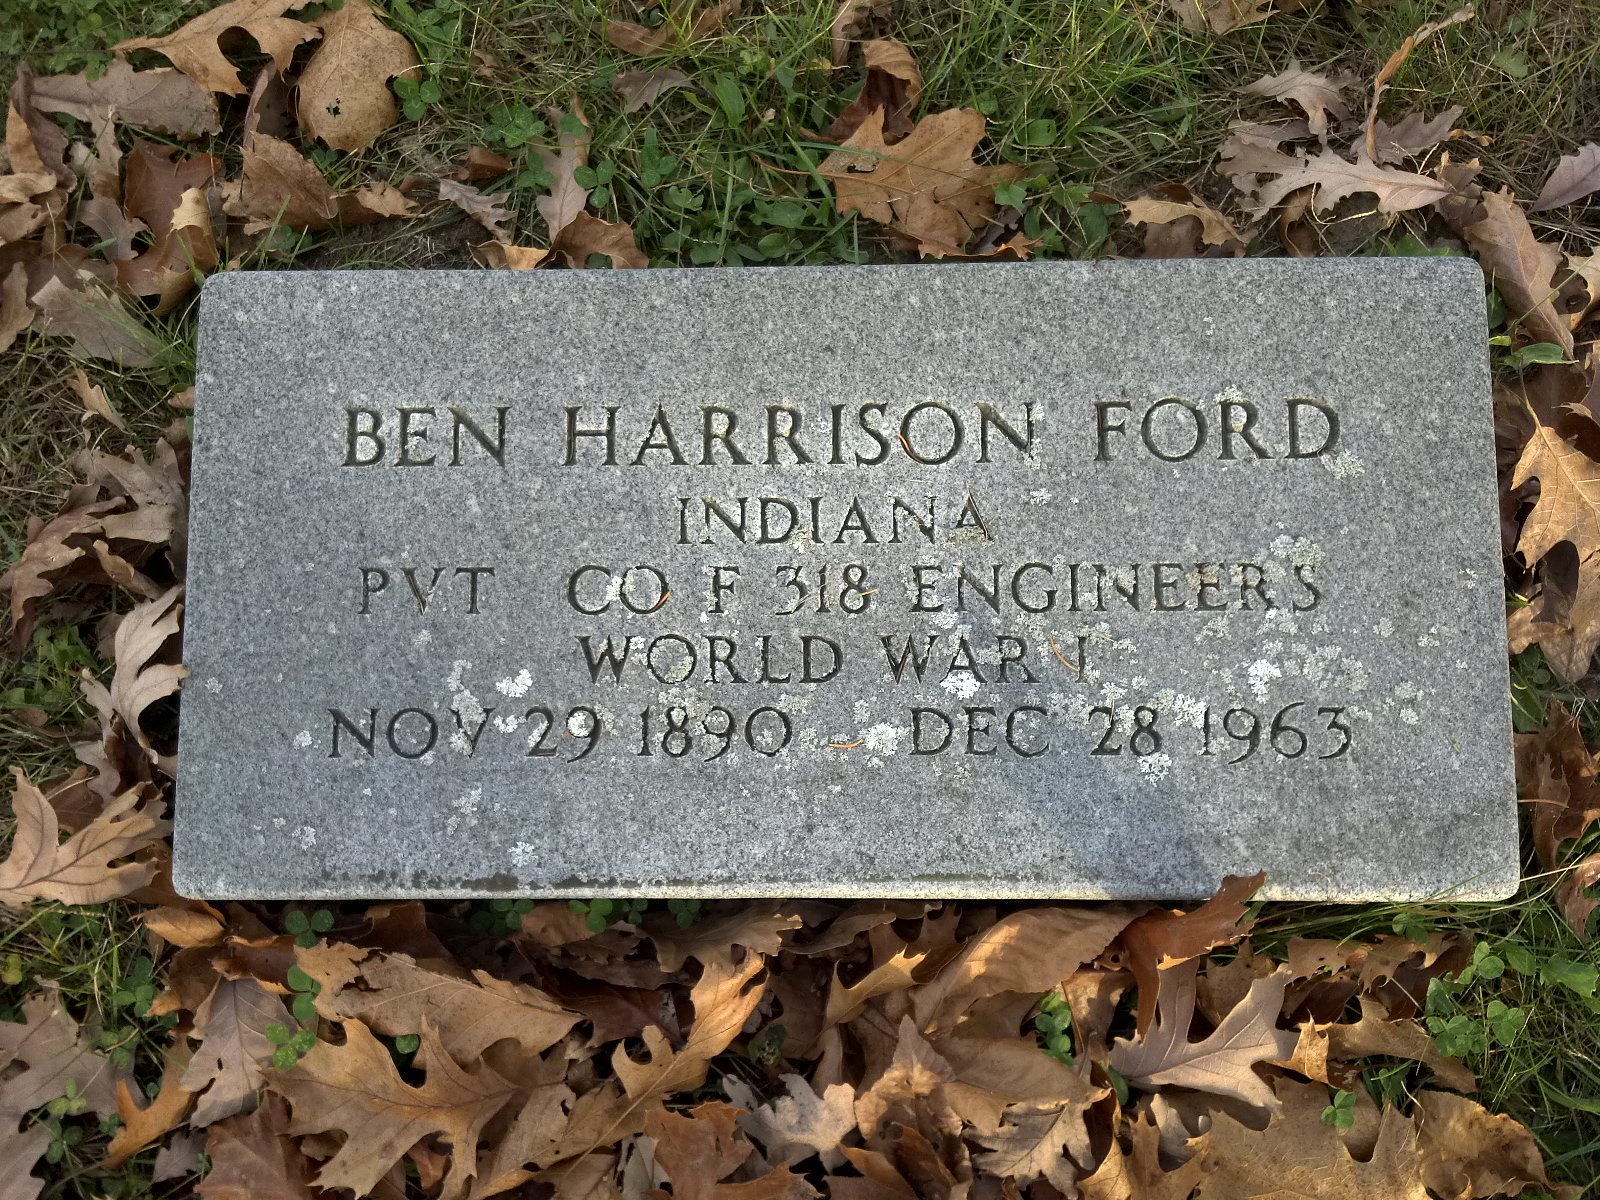 BEN HARRISON FORD
INDIANA
PVT CO F 318 ENGINEERS
WORLD WAR I
NOV 29 1890 - DEC 28 1963